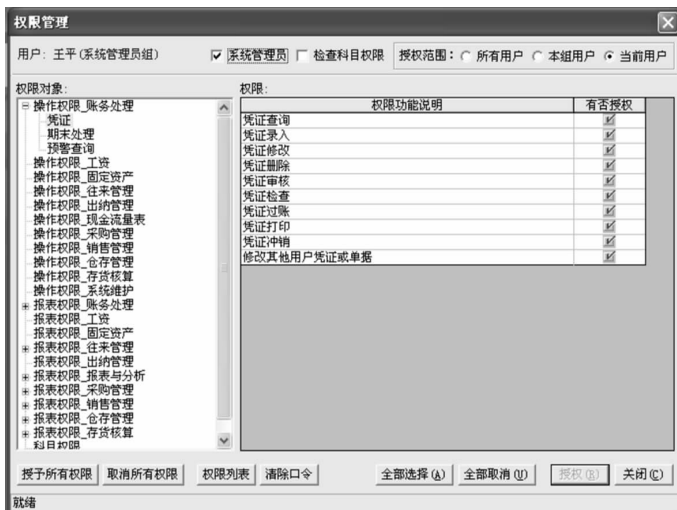 权限管理
用户: 王平(系统管理员组) 系统管理员 检查科目权限 授权范围: 所有用户 本组用户 当前用户
权限对象:
操作权限_账务处理
凭证
期末处理
预警查询
操作权限_工资
操作权限_固定资产
操作权限_往来管理
操作权限_出纳管理
操作权限_现金流量表
操作权限_采购管理
操作权限_销售管理
操作权限_仓存管理
操作权限_存货核算
操作权限_系统维护
报表权限_账务处理
报表权限_工资
报表权限_固定资产
报表权限_往来管理
报表权限_出纳管理
报表权限_报表与分析
报表权限_采购管理
报表权限_销售管理
报表权限_仓存管理
报表权限_存货核算
科目权限
权限:
权限功能说明 有否授权
凭证查询
凭证录入
凭证修改
凭证删除
凭证审核
凭证检查
凭证过账
凭证打印
凭证冲销
修改其他用户凭证或单据
授予所有权限 取消所有权限 权限列表 清除口令 全部选择(A) 全部取消(U) 授权(R) 关闭(C)
就绪